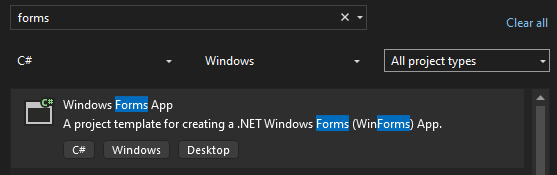 forms
Clear all
C#
Windows
All project types
C#
Windows Forms App
A project template for creating a .NET Windows Forms (WinForms) App.
C#
Windows
Desktop